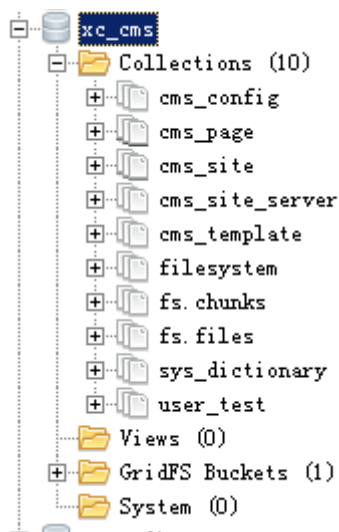 xc_cms
Collections (10)
cms_config
cms_page
cms_site
cms_site_server
cms_template
filesystem
fs.chunks
fs.files
sys_dictionary
user_test
Views (0)
GridFS Buckets (1)
System (0)